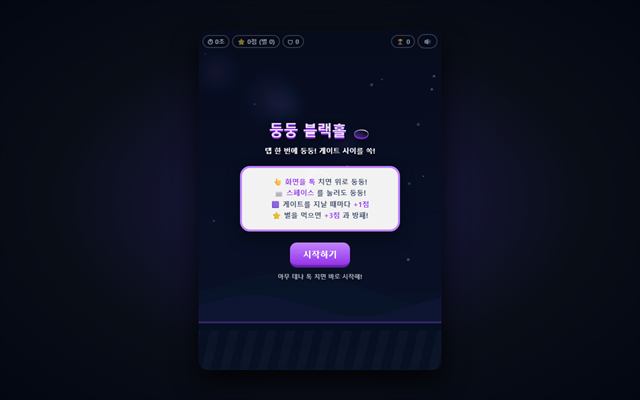 0초 0점 (별 0) 0 0
둥둥 블랙홀
탭 한 번에 둥둥! 게이트 사이를 쏙!
화면을 톡 치면 위로 둥둥!
스페이스 를 눌러도 둥둥!
게이트를 지날 때마다 +1점
별을 먹으면 +3점 과 방패!
시작하기
아무 데나 톡 치면 바로 시작해!